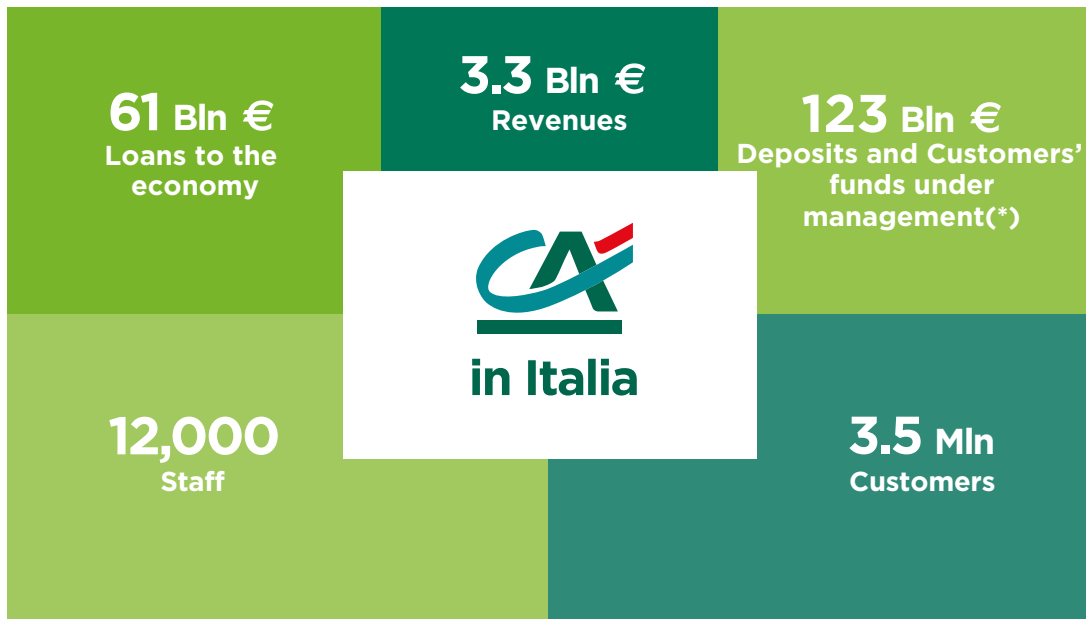 61 Bln €
Loans to the
economy
3.3 Bln €
Revenues
123 Bln €
Deposits and Customers’
funds under
management(*)
CA
in Italia
12,000
Staff
3.5 Mln
Customers